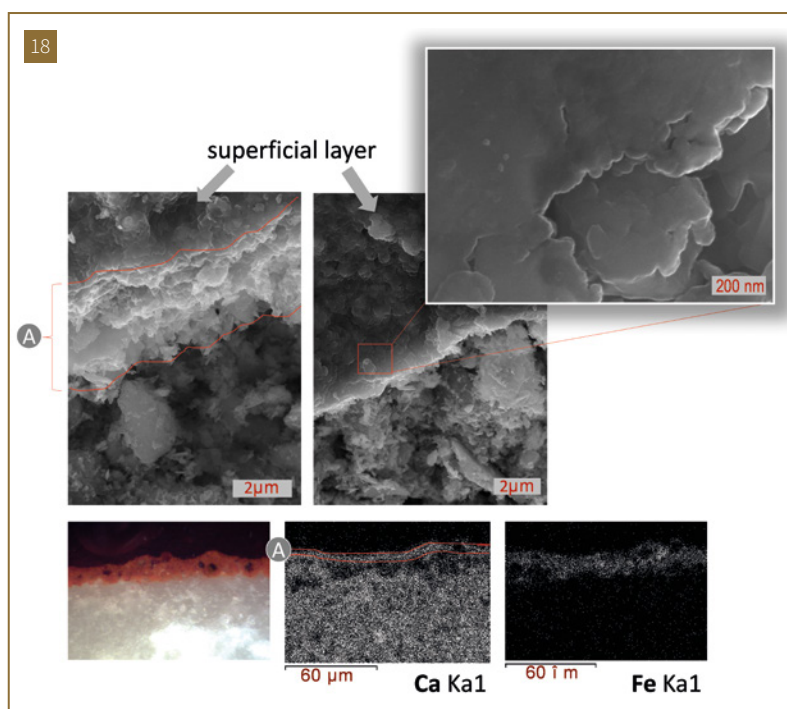 18
superficial layer
200 nm
A
2µm
2µm
A
60 µm
Ca Ka1
60 î m
Fe Ka1